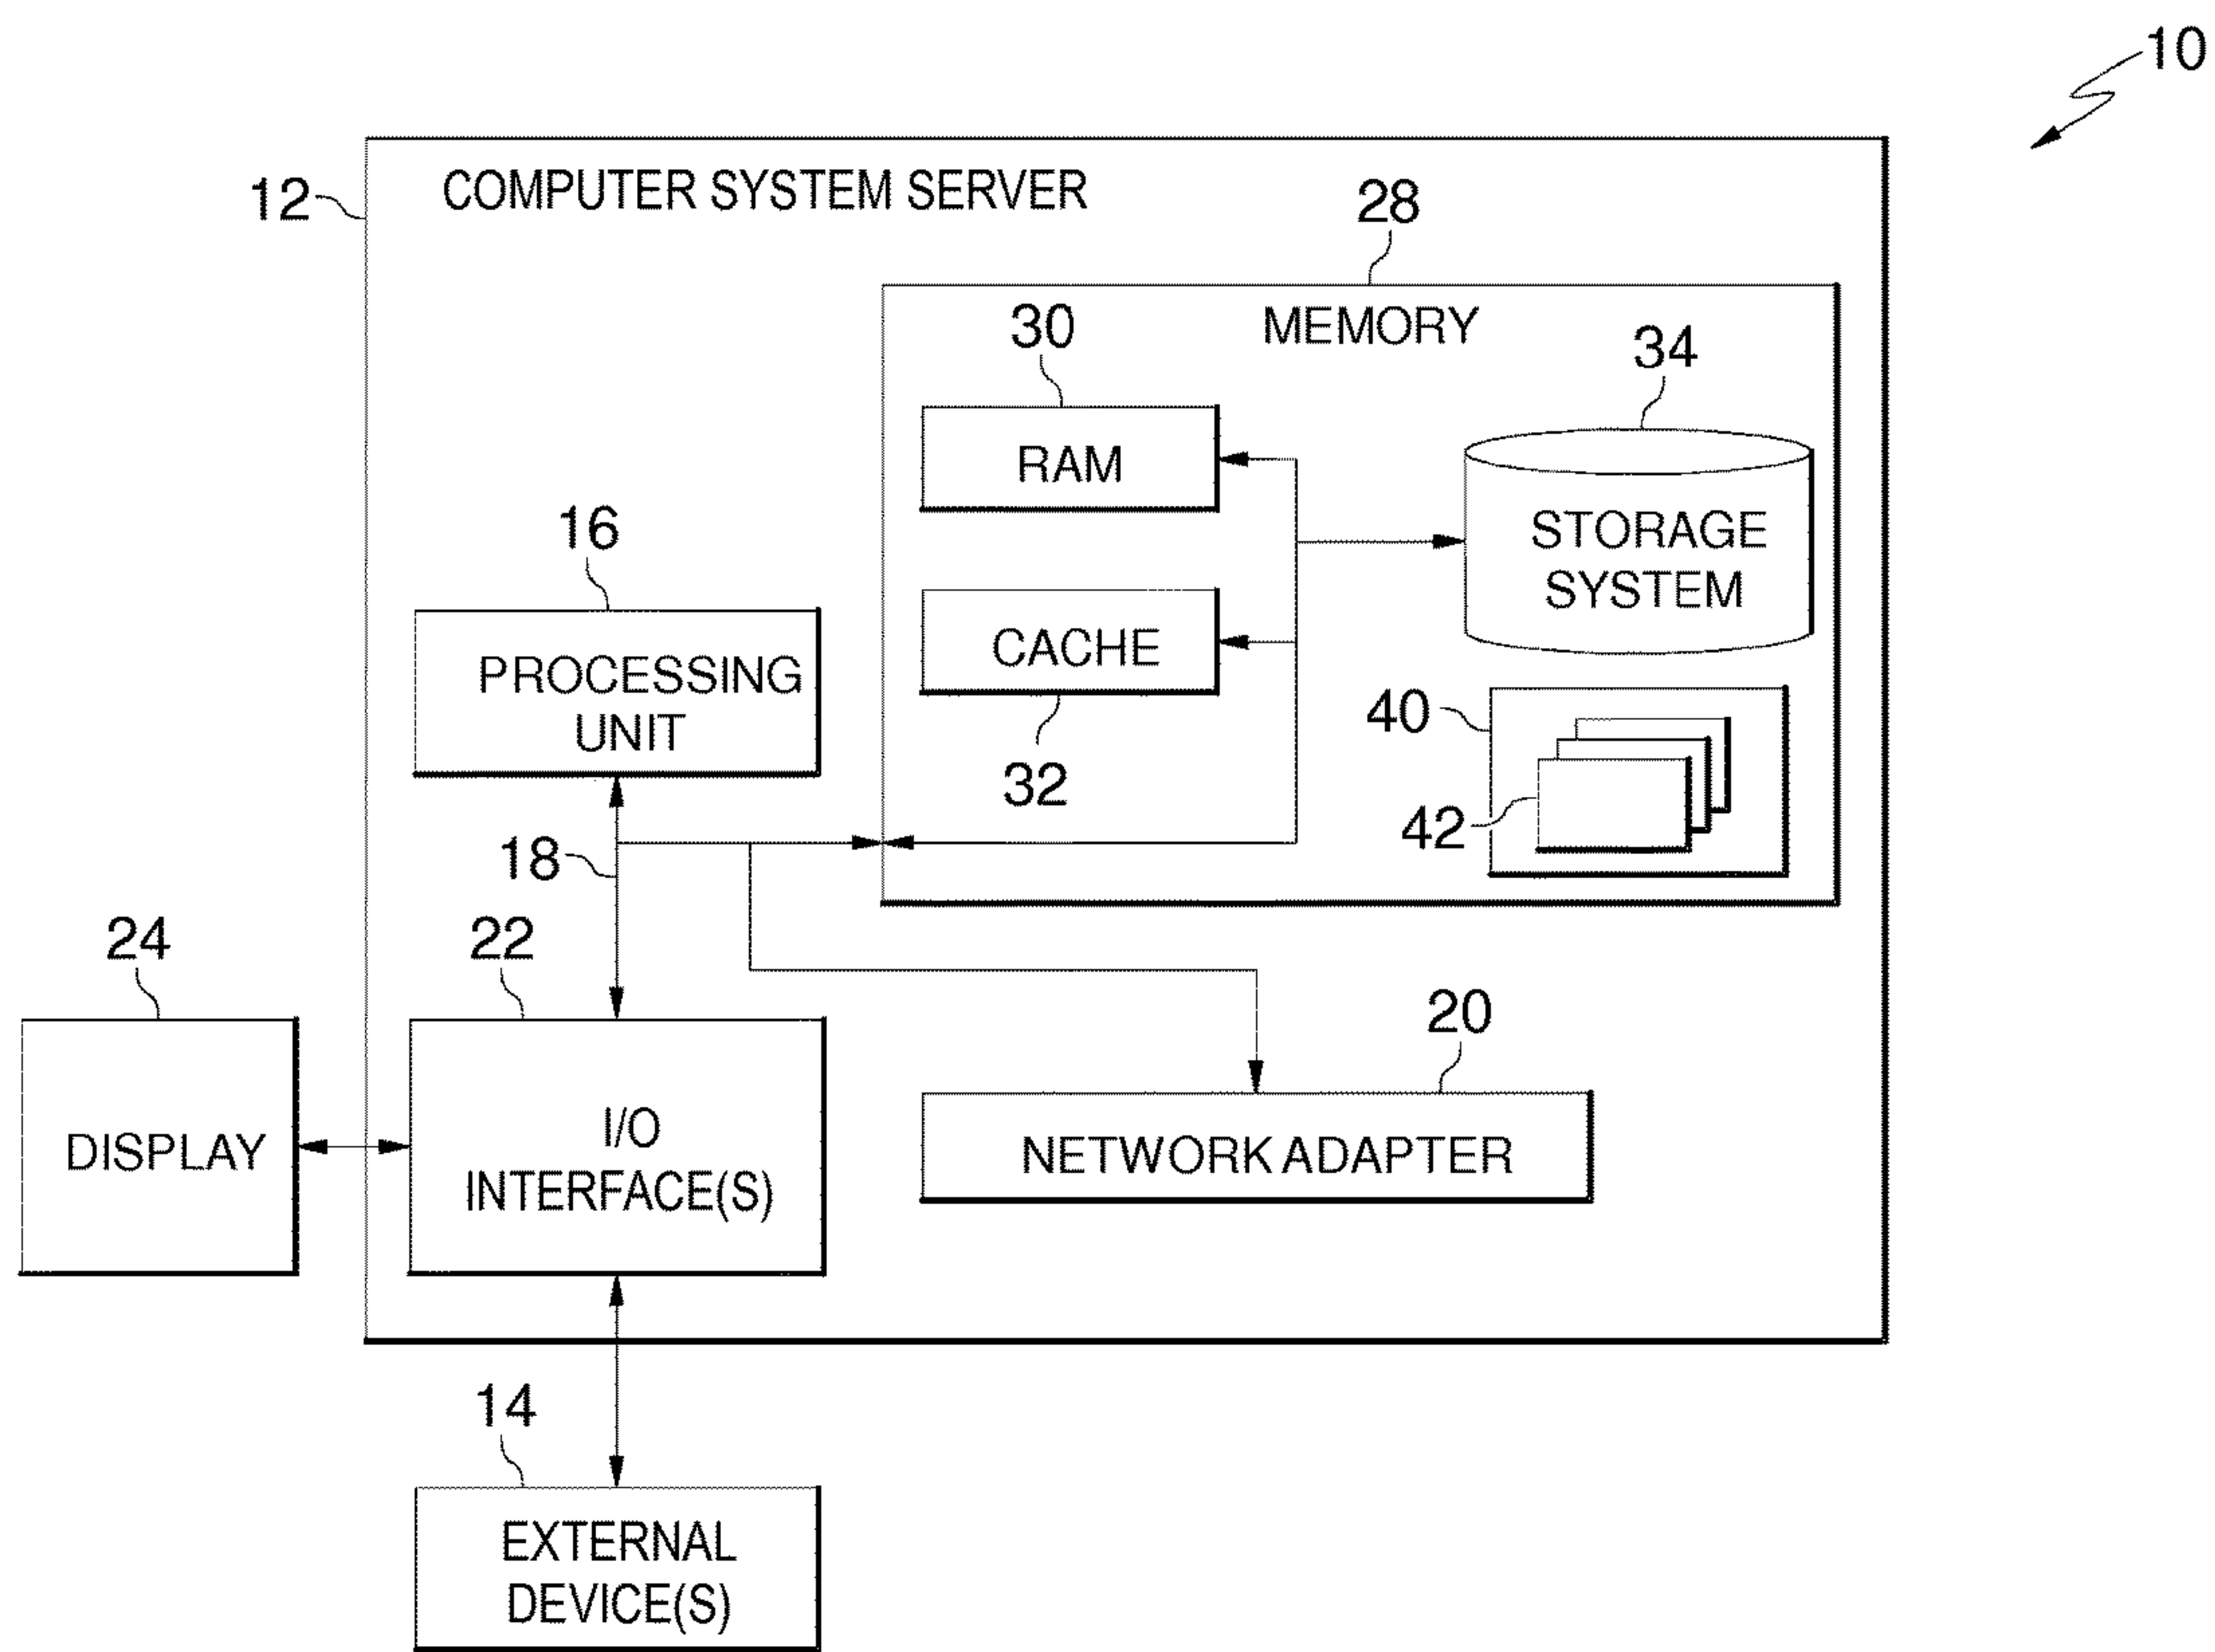 10
12
COMPUTER SYSTEM SERVER
28
MEMORY
30
34
RAM
STORAGE
SYSTEM
16
PROCESSING
UNIT
CACHE
32
40
42
18
24
22
20
DISPLAY
I/O
INTERFACE(S)
NETWORK ADAPTER
14
EXTERNAL
DEVICE(S)